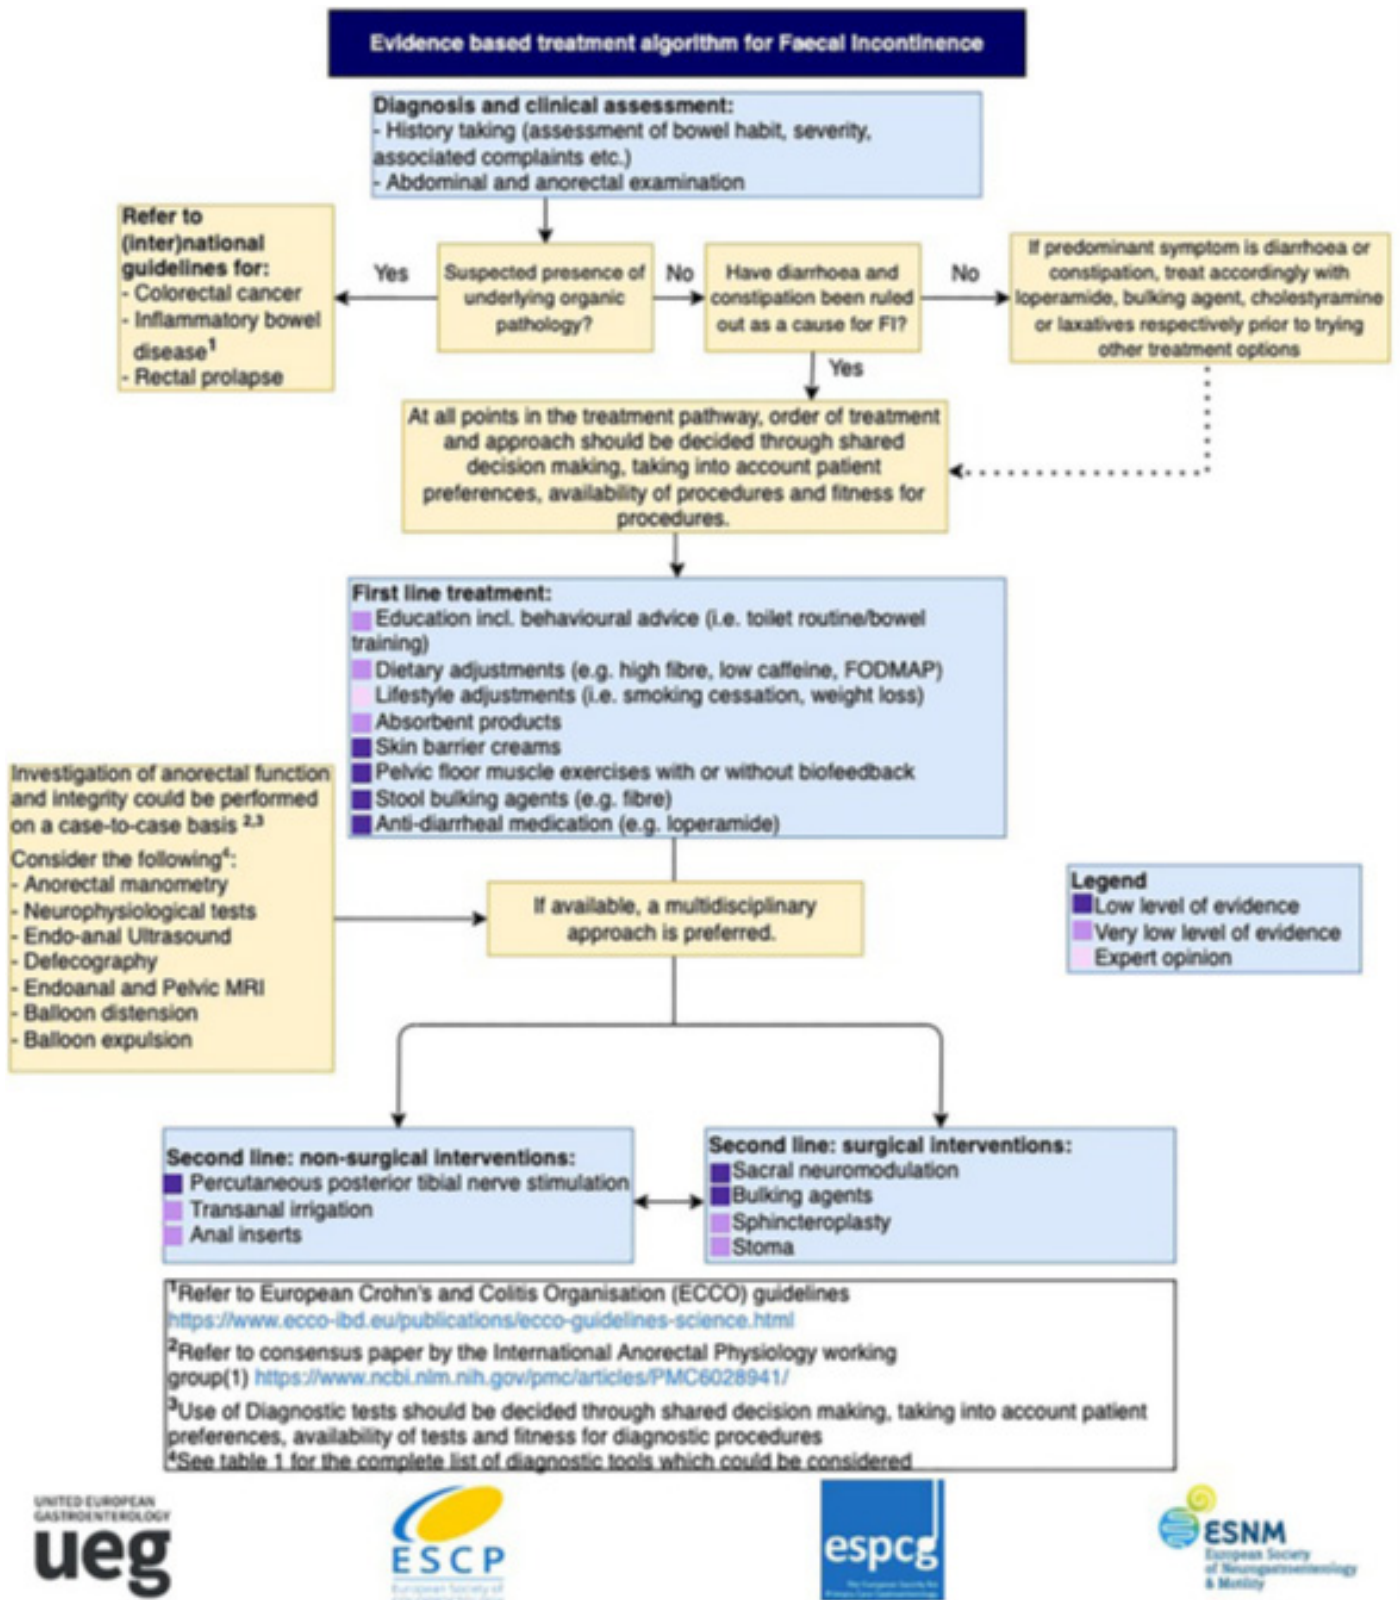 Evidence based treatment algorithm for Faecal Incontinence
Diagnosis and clinical assessment:
- History taking (assessment of bowel habit, severity,
associated complaints etc.)
- Abdominal and anorectal examination
Refer to
(inter)national
guidelines for:
- Colorectal cancer
- Inflammatory bowel
disease1
- Rectal prolapse
Yes
Suspected presence of
underlying organic
pathology?
No
Have diarrhoea and
constipation been ruled
out as a cause for FI?
No
If predominant symptom is diarrhoea or
constipation, treat accordingly with
loperamide, bulking agent, cholestyramine
or laxatives respectively prior to trying
other treatment options
Yes
At all points in the treatment pathway, order of treatment
and approach should be decided through shared
decision making, taking into account patient
preferences, availability of procedures and fitness for
procedures.
First line treatment:
Education incl. behavioural advice (i.e. toilet routine/bowel
training)
Dietary adjustments (e.g. high fibre, low caffeine, FODMAP)
Lifestyle adjustments (i.e. smoking cessation, weight loss)
Absorbent products
Skin barrier creams
Pelvic floor muscle exercises with or without biofeedback
Stool bulking agents (e.g. fibre)
Anti-diarrheal medication (e.g. loperamide)
Investigation of anorectal function
and integrity could be performed
on a case-to-case basis 2,3
Consider the following4:
- Anorectal manometry
- Neurophysiological tests
- Endo-anal Ultrasound
- Defecography
- Endoanal and Pelvic MRI
- Balloon distension
- Balloon expulsion
If available, a multidisciplinary
approach is preferred.
Legend
Low level of evidence
Very low level of evidence
Expert opinion
Second line: non-surgical interventions:
Percutaneous posterior tibial nerve stimulation
Transanal irrigation
Anal inserts
Second line: surgical interventions:
Sacral neuromodulation
Bulking agents
Sphincteroplasty
Stoma
1Refer to European Crohn's and Colitis Organisation (ECCO) guidelines
https://www.ecco-ibd.eu/publications/ecco-guidelines-science.html
2Refer to consensus paper by the International Anorectal Physiology working
group(1) https://www.ncbi.nlm.nih.gov/pmc/articles/PMC6028941/
3Use of Diagnostic tests should be decided through shared decision making, taking into account patient
preferences, availability of tests and fitness for diagnostic procedures
4See table 1 for the complete list of diagnostic tools which could be considered
UNITED EUROPEAN
GASTROENTEROLOGY
ueg
ESCP
European Society of
espcg
ESNM
European Society
of Neurogastroenterology
& Motility